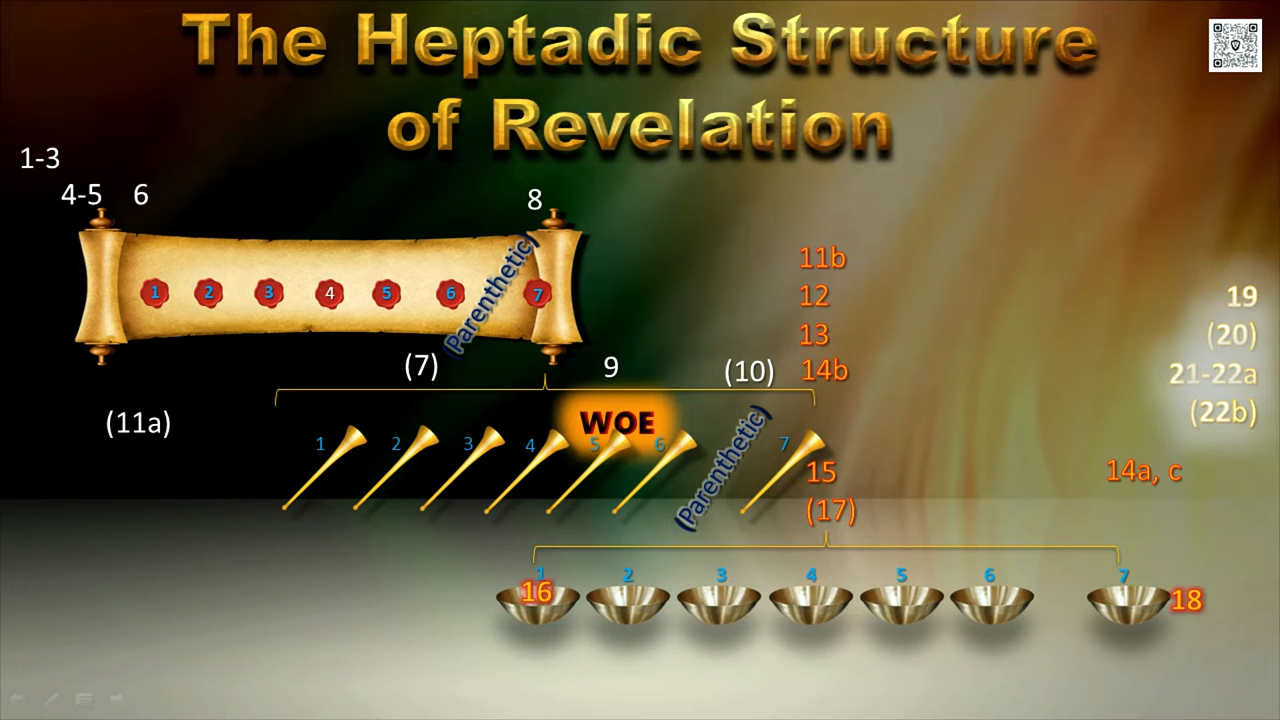 The Heptadic Structure
of Revelation
1-3
4-5 6
8
1 2 3 4 5 6 (Parenthetic) 7
11b
12
13
14b
19
(20)
21-22a
(22b)
(7)
9
(10)
(11a)
WOE
1 2 3 4 5 6 (Parenthetic) 7
15
(17)
14a, c
1 2 3 4 5 6 7
16
18